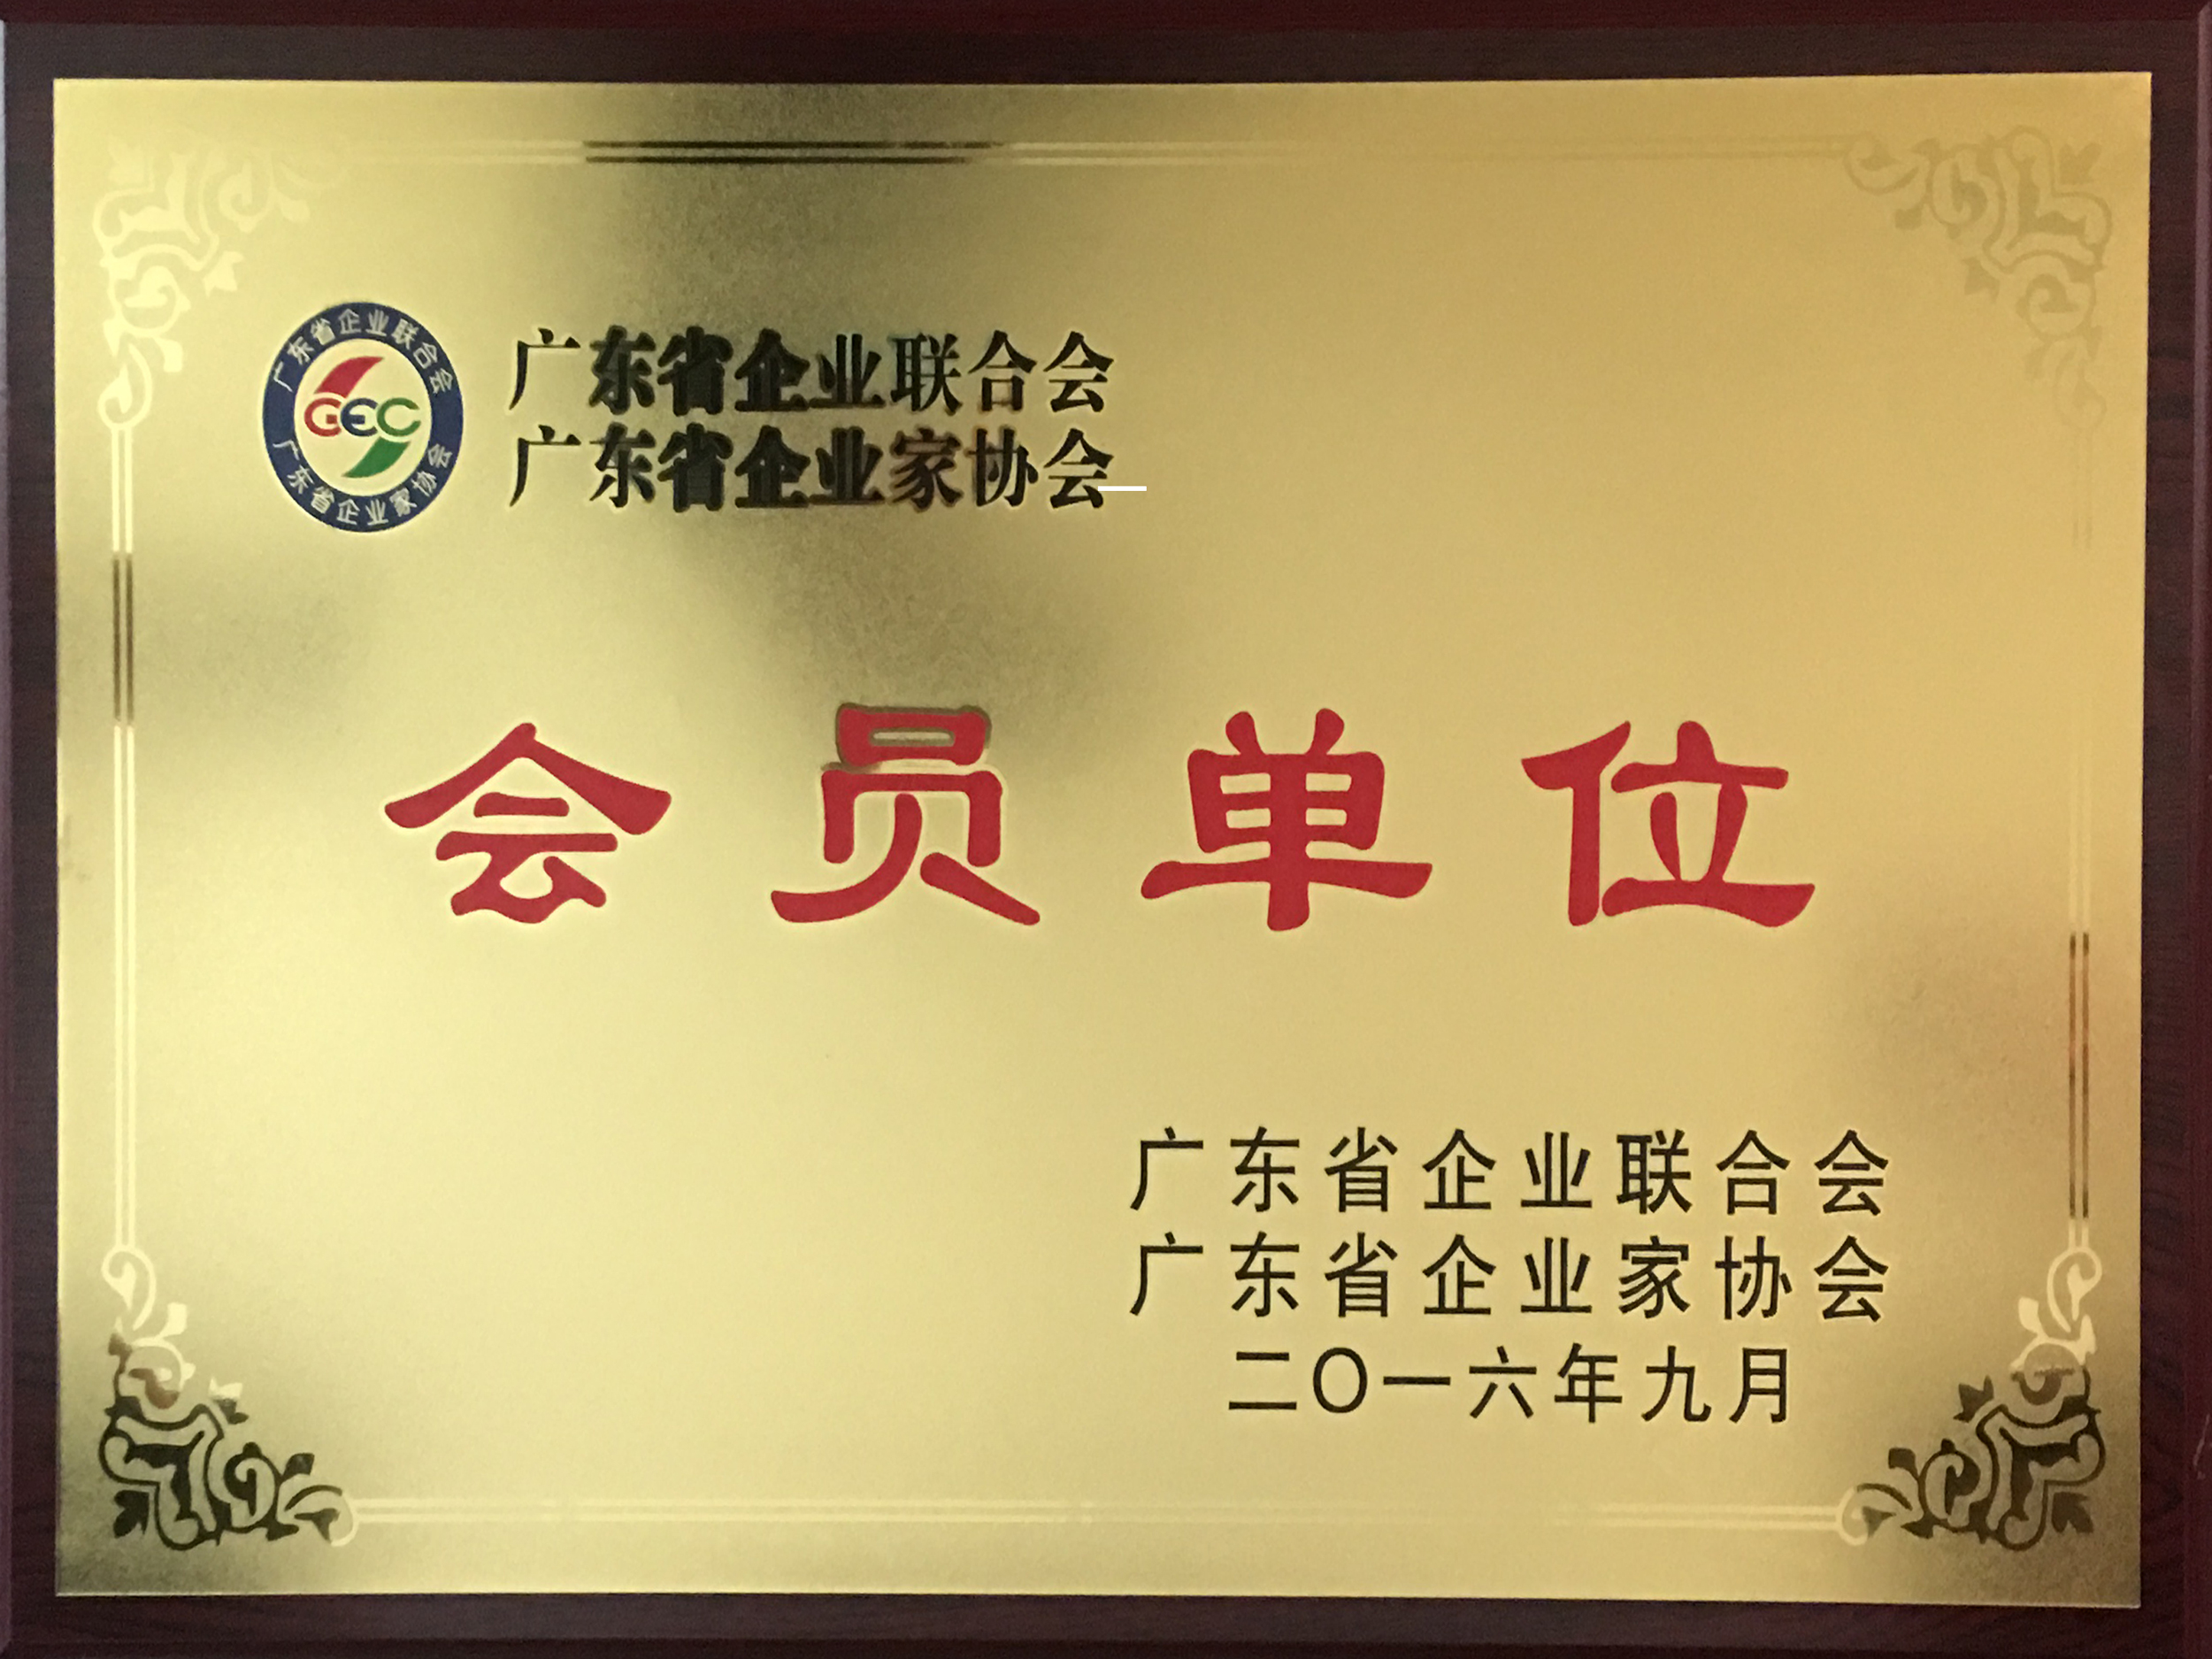 广东省企业联合会
GEC
广东省企业家协会
广东省企业联合会
广东省企业家协会
会员单位
广东省企业联合会
广东省企业家协会
二〇一六年九月